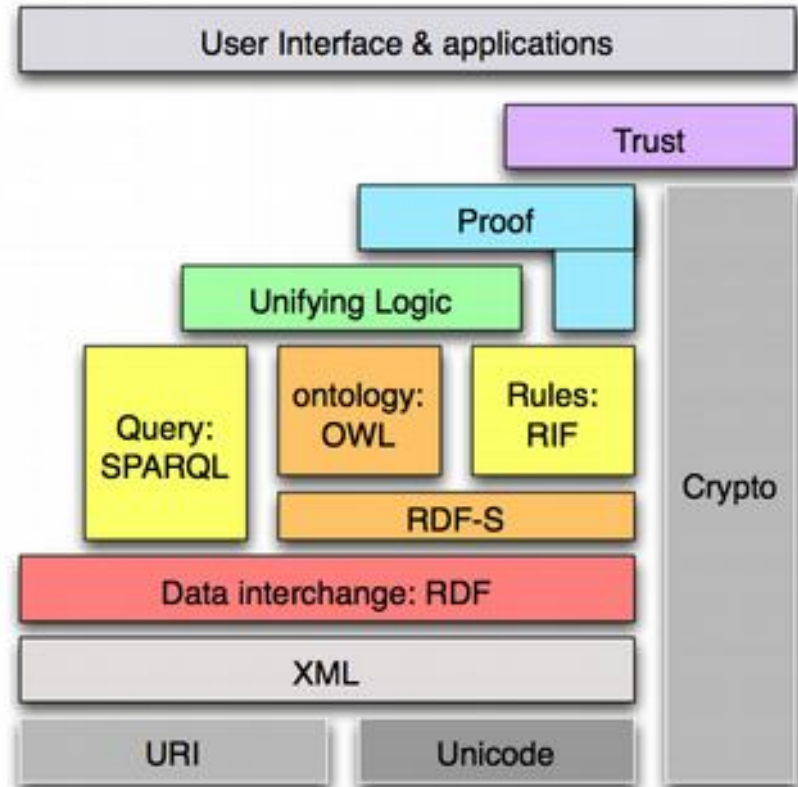 User Interface & applications
Trust
Proof
Unifying Logic
Query:
SPARQL
ontology:
OWL
Rules:
RIF
Crypto
RDF-S
Data interchange: RDF
XML
URI
Unicode